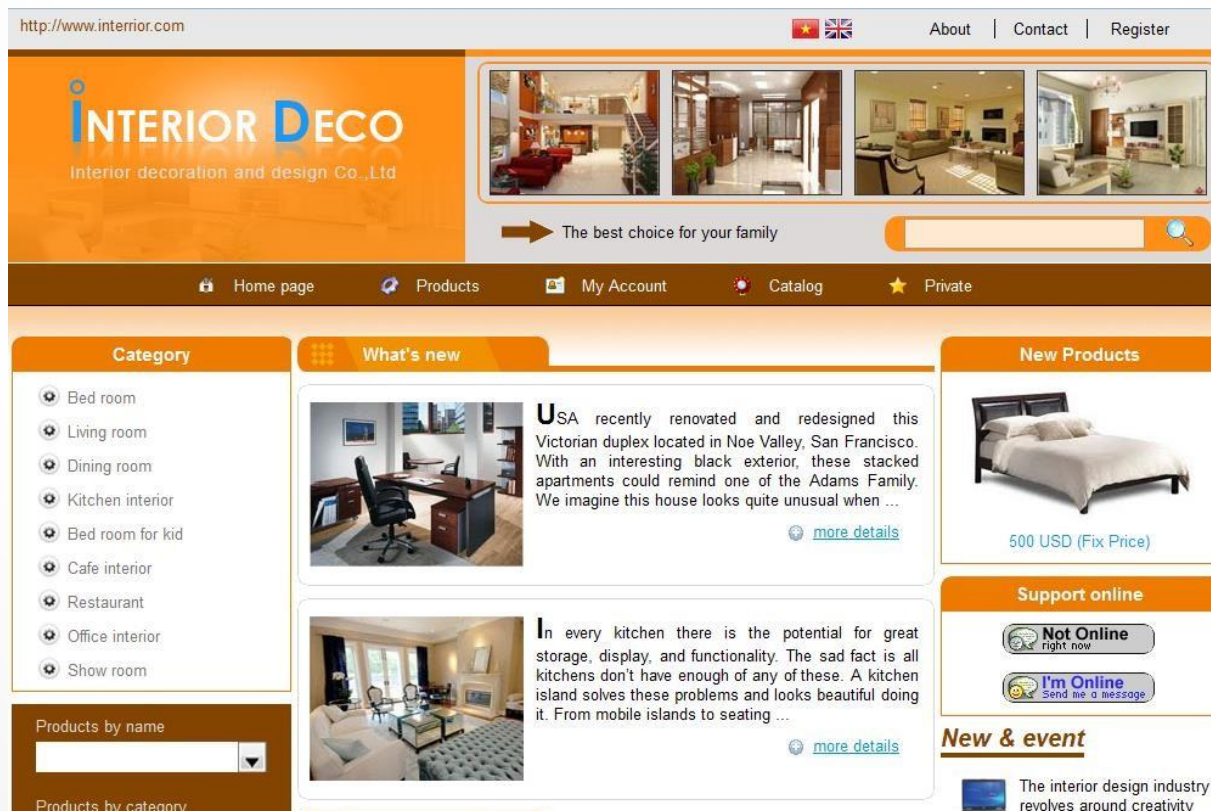 http://www.interrior.com
About | Contact | Register
INTERIOR DECO
Interior decoration and design Co.,Ltd
The best choice for your family
Home page Products My Account Catalog Private
Category
Bed room
Living room
Dining room
Kitchen interior
Bed room for kid
Cafe interior
Restaurant
Office interior
Show room
Products by name
Products by category
What's new
USA recently renovated and redesigned this
Victorian duplex located in Noe Valley, San Francisco.
With an interesting black exterior, these stacked
apartments could remind one of the Adams Family.
We imagine this house looks quite unusual when ...
more details
In every kitchen there is the potential for great
storage, display, and functionality. The sad fact is all
kitchens don't have enough of any of these. A kitchen
island solves these problems and looks beautiful doing
it. From mobile islands to seating ...
more details
New Products
500 USD (Fix Price)
Support online
Not Online
right now
I'm Online
Send me a message
New & event
The interior design industry
revolves around creativity